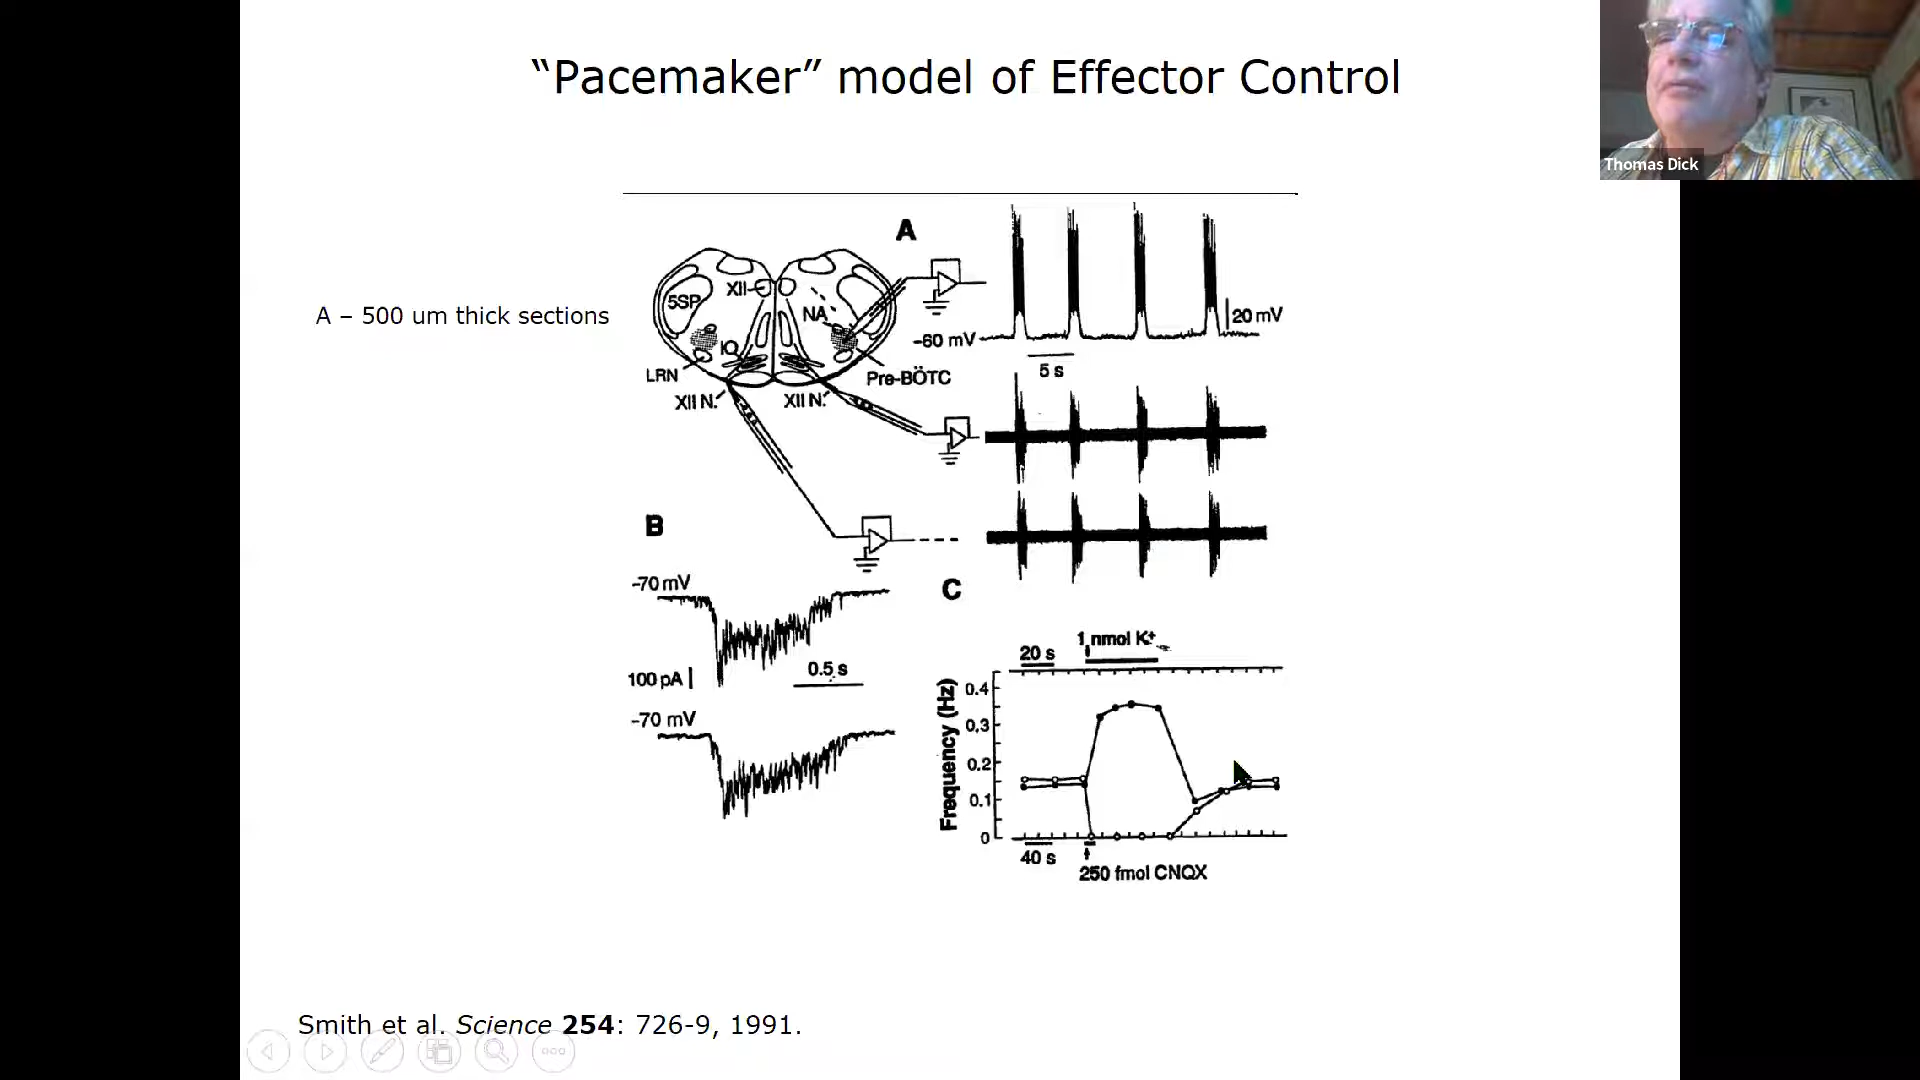 “Pacemaker” model of Effector Control
Thomas Dick
A – 500 um thick sections
A
5SP
XII
NA
IO
LRN
Pre-BÖTC
XII N.
XII N.
-60 mV
20 mV
5 s
B
-70 mV
100 pA
0.5 s
-70 mV
C
1 nmol K+
20 s
Frequency (Hz)
0.4
0.3
0.2
0.1
0
40 s
250 fmol CNQX
Smith et al. Science 254: 726-9, 1991.